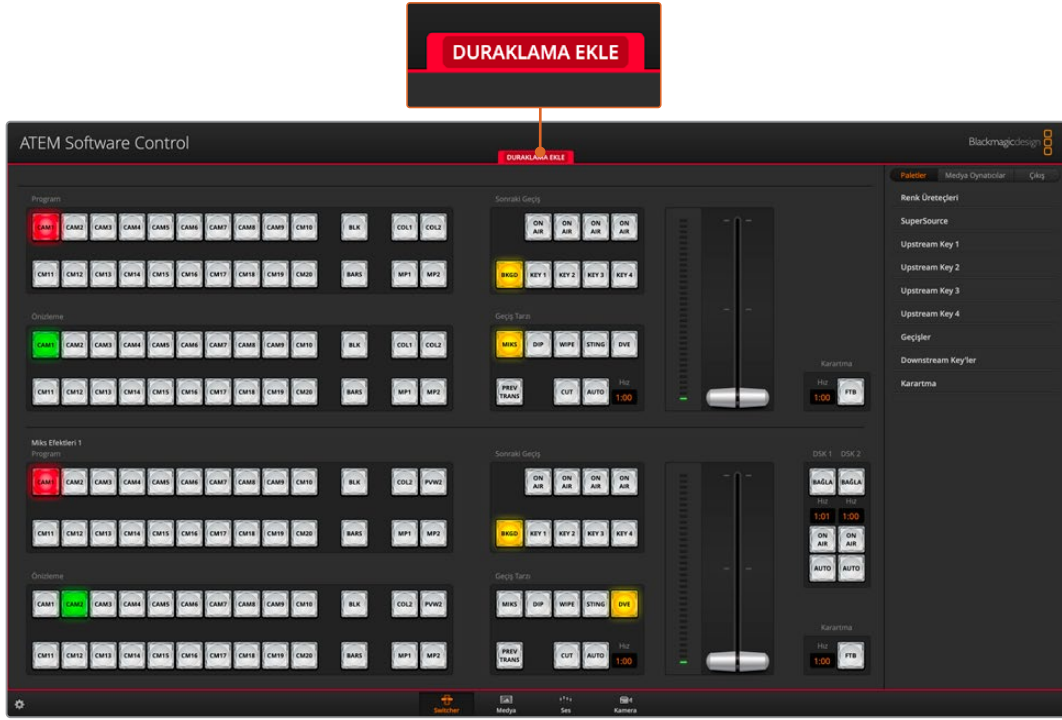 DURAKLAMA EKLE
ATEM Software Control
DURAKLAMA EKLE
Blackmagicdesign
Paletler Medya Oynatıcılar Çıkış
Renk Üreteçleri
SuperSource
Upstream Key 1
Upstream Key 2
Upstream Key 3
Upstream Key 4
Geçişler
Downstream Key'ler
Karartma
Program
CAM1 CAM2 CAM3 CAM4 CAM5 CAM6 CAM7 CAM8 CAM9 CM10 BLK COL1 COL2
CM11 CM12 CM13 CM14 CM15 CM16 CM17 CM18 CM19 CM20 BARS MP1 MP2
Sonraki Geçiş
ON AIR ON AIR ON AIR ON AIR
BKGD KEY 1 KEY 2 KEY 3 KEY 4
Önizleme
CAM1 CAM2 CAM3 CAM4 CAM5 CAM6 CAM7 CAM8 CAM9 CM10 BLK COL1 COL2
CM11 CM12 CM13 CM14 CM15 CM16 CM17 CM18 CM19 CM20 BARS MP1 MP2
Geçiş Tarzı
MIKS DIP WIPE STING DVE
PREV TRANS CUT AUTO Hız 1:00
Karartma
Hız 1:00 FTB
Miks Efektleri 1
Program
CAM1 CAM2 CAM3 CAM4 CAM5 CAM6 CAM7 CAM8 CAM9 CM10 BLK COL2 PVW2
CM11 CM12 CM13 CM14 CM15 CM16 CM17 CM18 CM19 CM20 BARS MP1 MP2
Sonraki Geçiş
ON AIR ON AIR ON AIR ON AIR
BKGD KEY 1 KEY 2 KEY 3 KEY 4
DSK 1 DSK 2
BAĞLA BAĞLA
Hız Hız
1:01 1:00
ON AIR ON AIR
AUTO AUTO
Önizleme
CAM1 CAM2 CAM3 CAM4 CAM5 CAM6 CAM7 CAM8 CAM9 CM10 BLK COL2 PVW2
CM11 CM12 CM13 CM14 CM15 CM16 CM17 CM18 CM19 CM20 BARS MP1 MP2
Geçiş Tarzı
MIKS DIP WIPE STING DVE
PREV TRANS CUT AUTO Hız 1:00
Karartma
Hız 1:00 FTB
Switcher Medya Ses Kamera